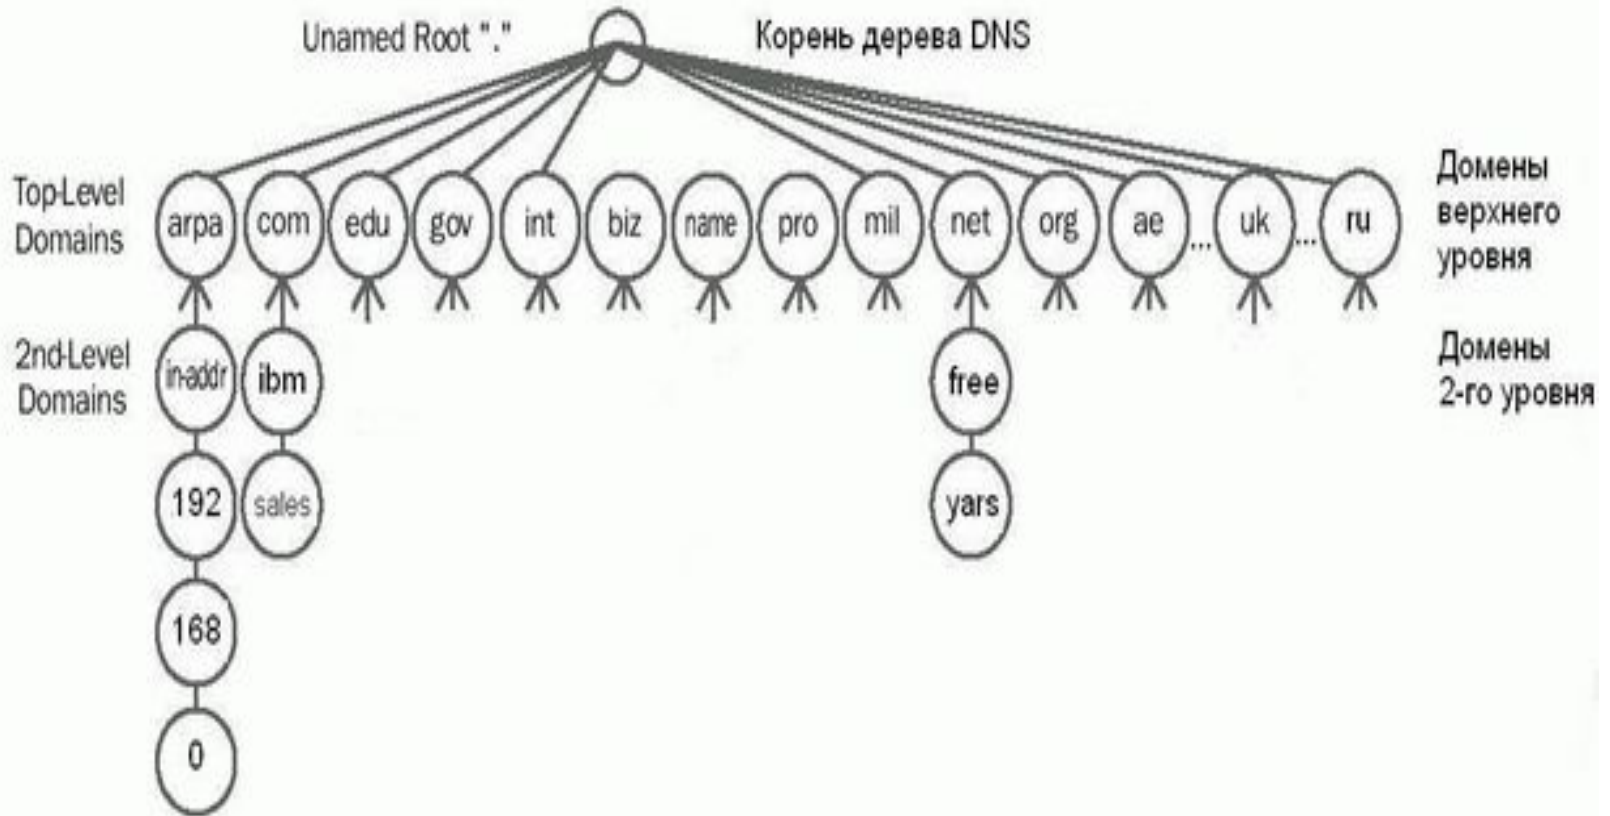 Unamed Root "."
Корень дерева DNS
Top-Level
Domains
arpa com edu gov int biz name pro mil net org ae ... uk ... ru
Домены
верхнего
уровня
2nd-Level
Domains
in-addr ibm free
Домены
2-го уровня
192 sales yars
168
0